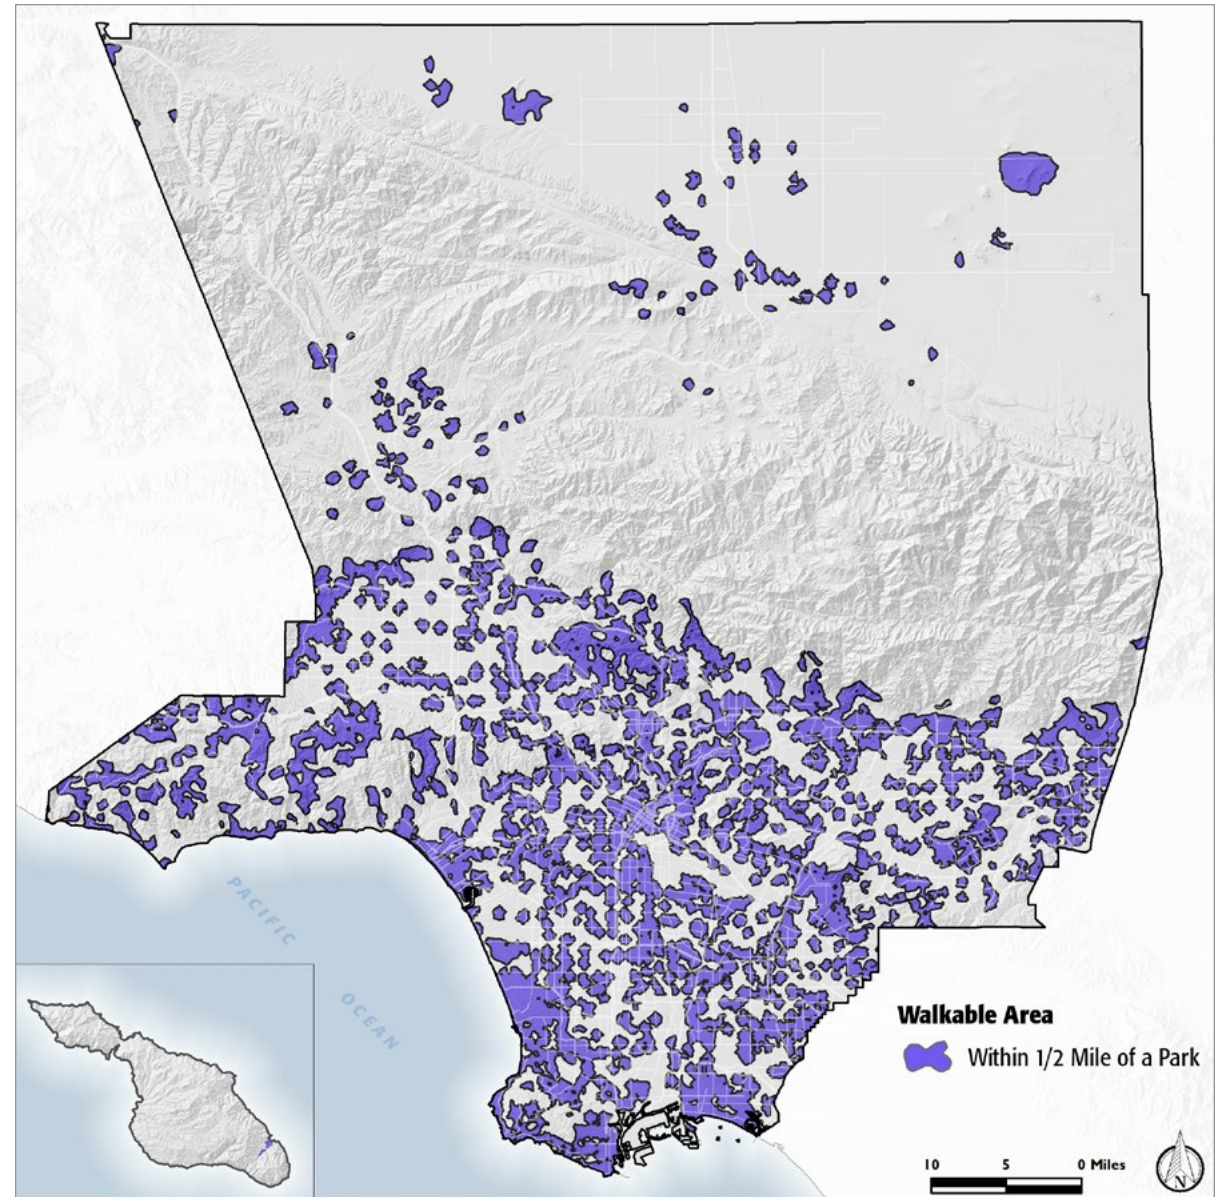 PACIFIC
OCEAN
Walkable Area
Within 1/2 Mile of a Park
10 5 0 Miles
N